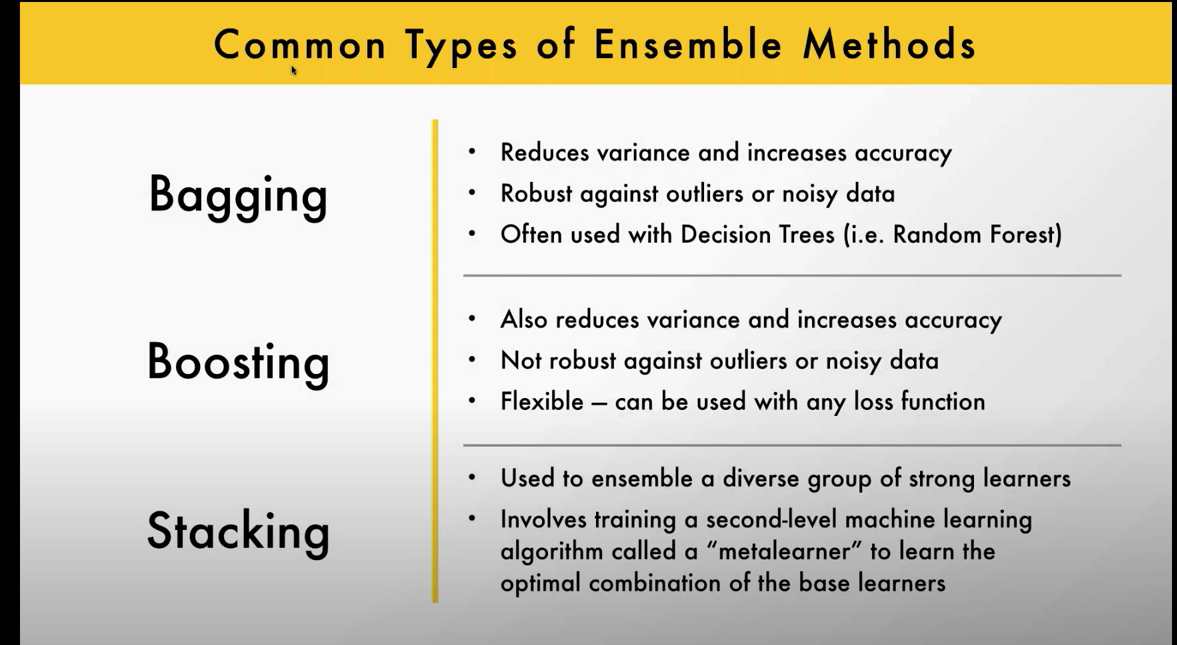 Common Types of Ensemble Methods
Bagging
• Reduces variance and increases accuracy
• Robust against outliers or noisy data
• Often used with Decision Trees (i.e. Random Forest)
Boosting
• Also reduces variance and increases accuracy
• Not robust against outliers or noisy data
• Flexible – can be used with any loss function
Stacking
• Used to ensemble a diverse group of strong learners
• Involves training a second-level machine learning
algorithm called a “metalearner” to learn the
optimal combination of the base learners